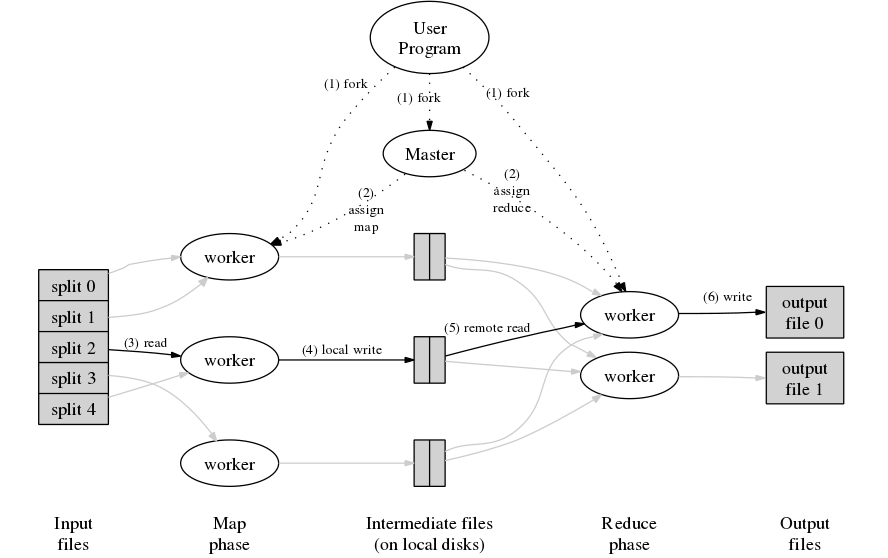 User
Program
(1) fork
(1) fork
(1) fork
Master
(2)
assign
map
(2)
assign
reduce
worker
split 0
split 1
split 2
split 3
split 4
(3) read
worker
(4) local write
(5) remote read
worker
worker
worker
(6) write
output
file 0
output
file 1
Input
files
Map
phase
Intermediate files
(on local disks)
Reduce
phase
Output
files